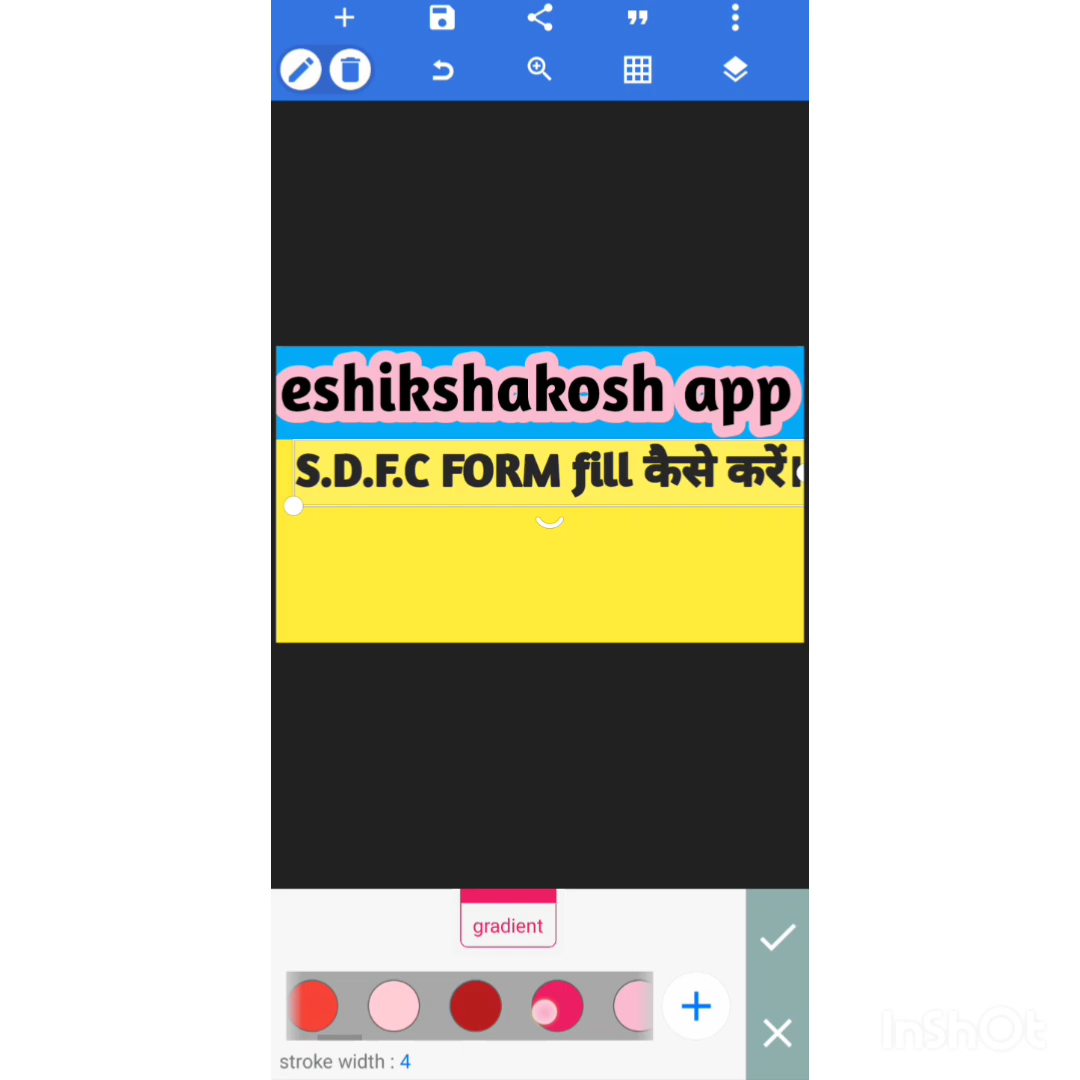 eshikshakosh app
S.D.F.C FORM fill कैसे करें।
gradient
stroke width : 4
InShOt